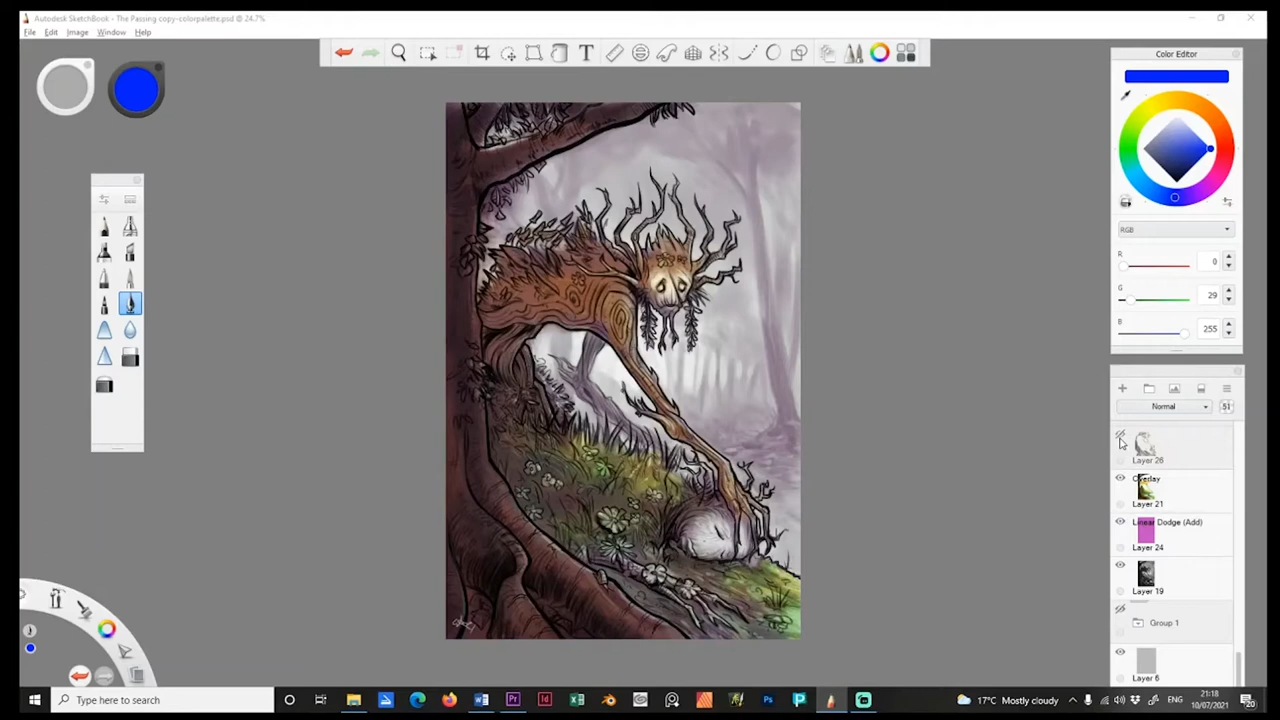 Autodesk SketchBook - The Passing copy-colorpalette.psd @ 24.7%
File Edit Image Window Help
T
Color Editor
RGB
R 0
G 29
B 255
Normal 51
Layer 26
Overlay
Layer 21
Linear Dodge (Add)
Layer 24
Layer 19
Group 1
Layer 6
Type here to search
17°C Mostly cloudy
ENG
21:18
10/07/2021
20